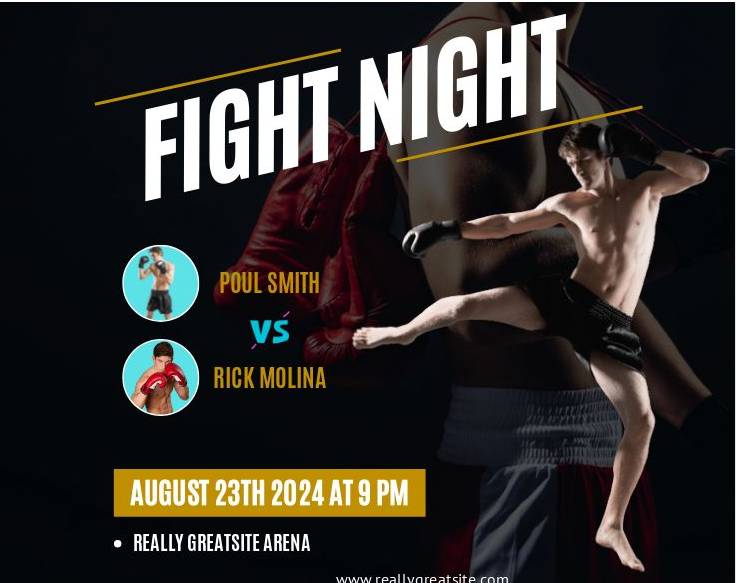 FIGHT NIGHT
POUL SMITH
VS
RICK MOLINA
AUGUST 23TH 2024 AT 9 PM
REALLY GREATSITE ARENA
www.reallygreatsite.com